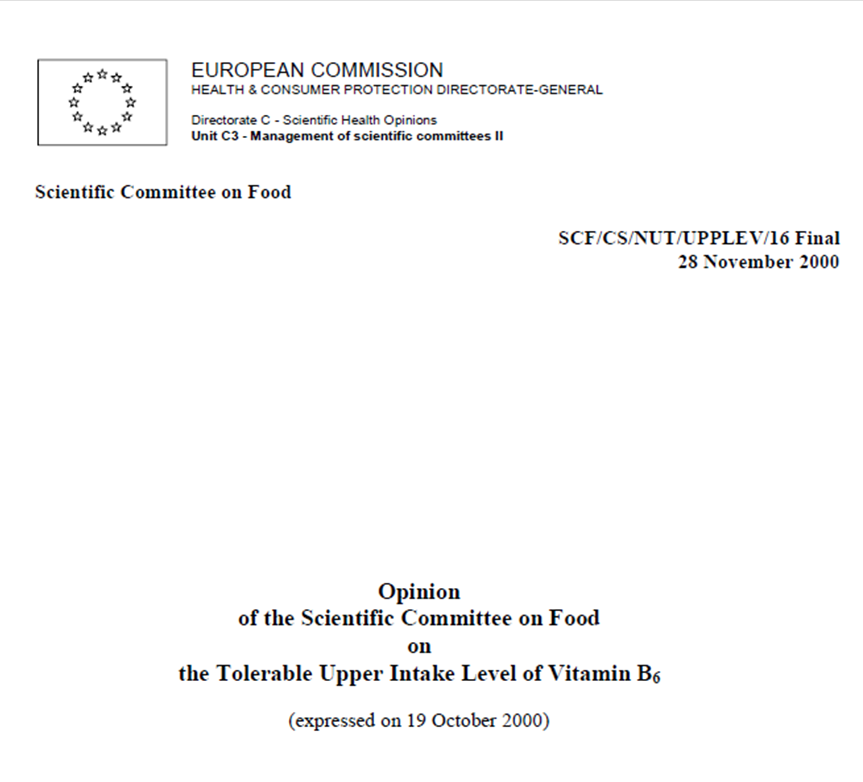 EUROPEAN COMMISSION
HEALTH & CONSUMER PROTECTION DIRECTORATE-GENERAL
Directorate C - Scientific Health Opinions
Unit C3 - Management of scientific committees II
Scientific Committee on Food
SCF/CS/NUT/UPPLEV/16 Final
28 November 2000
Opinion
of the Scientific Committee on Food
on
the Tolerable Upper Intake Level of Vitamin B₆
(expressed on 19 October 2000)